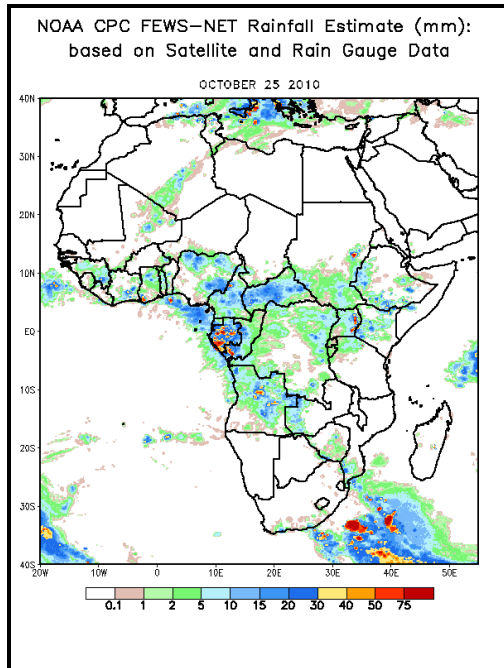 NOAA CPC FEWS-NET Rainfall Estimate (mm):
based on Satellite and Rain Gauge Data
OCTOBER 25 2010
40N
30N
20N
10N
EQ
10S
20S
30S
40S
20W 10W 0 10E 20E 30E 40E 50E
0.1 1 2 5 10 15 20 30 40 50 75